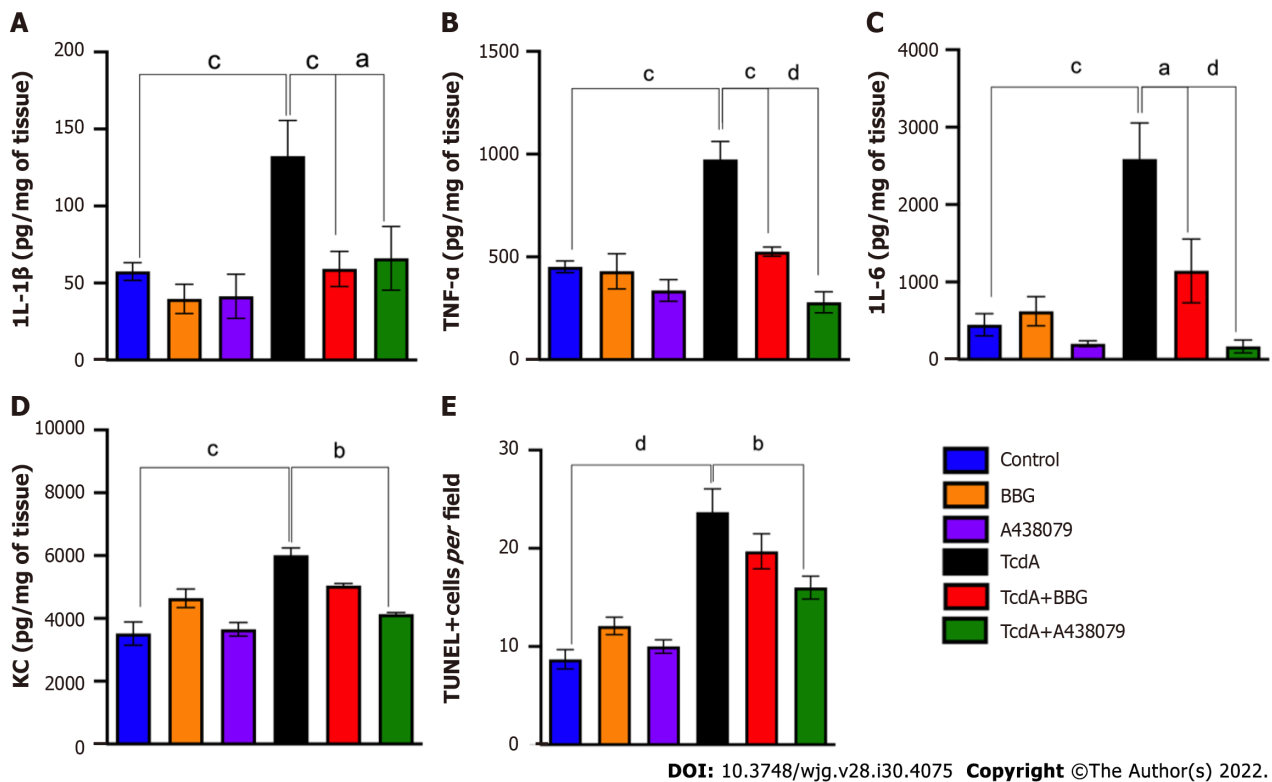 A
1L-1β (pg/mg of tissue)
200
150
100
50
0
c
c
a
B
TNF-α (pg/mg of tissue)
1500
1000
500
0
c
c
d
C
1L-6 (pg/mg of tissue)
4000
3000
2000
1000
0
c
a
d
D
KC (pg/mg of tissue)
10000
8000
6000
4000
2000
0
c
b
E
TUNEL+cells per field
30
20
10
0
d
b
Control
BBG
A438079
TcdA
TcdA+BBG
TcdA+A438079
DOI: 10.3748/wjg.v28.i30.4075 Copyright ©The Author(s) 2022.